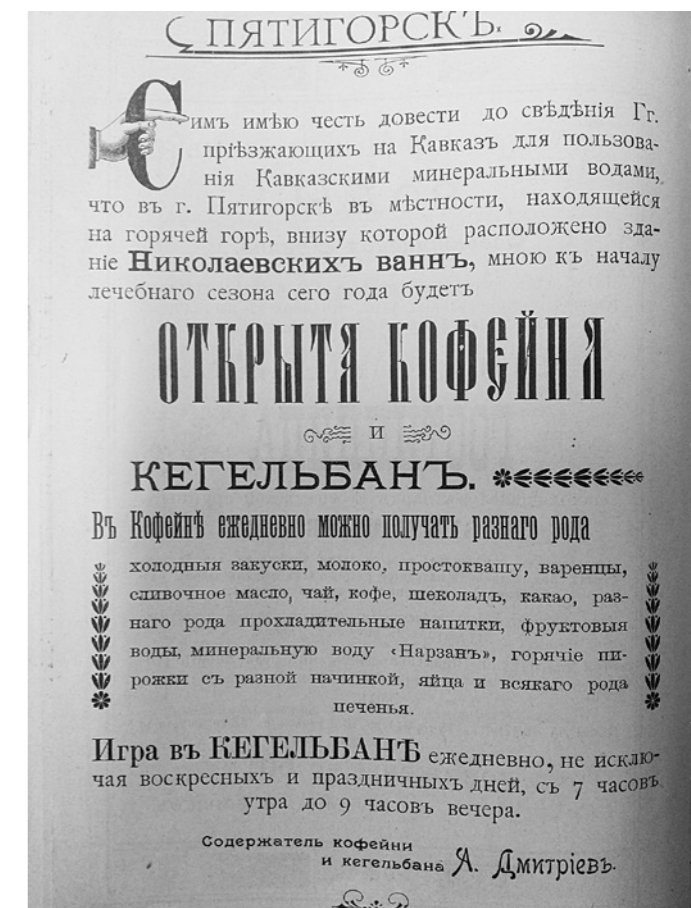 ПЯТИГОРСКЪ.
Симъ имѣю честь довести до свѣдѣнія Гг.
пріѣзжающихъ на Кавказъ для пользова-
нія Кавказскими минеральными водами,
что въ г. Пятигорскѣ въ мѣстности, находящейся
на горячей горѣ, внизу которой расположено зда-
ніе Николаевскихъ ваннъ, мною къ началу
лечебнаго сезона сего года будетъ
ОТКРЫТА КОФЕЙНА
И
КЕГЕЛЬБАНЪ.
Въ Кофейнѣ ежедневно можно получать разнаго рода
холодныя закуски, молоко, простоквашу, варенцы,
сливочное масло, чай, кофе, шеколадъ, какао, раз-
наго рода прохладительные напитки, фруктовыя
воды, минеральную воду «Нарзанъ», горячіе пи-
рожки съ разной начинкой, яйца и всякаго рода
печенья.
Игра въ КЕГЕЛЬБАНѢ ежедневно, не исклю-
чая воскресныхъ и праздничныхъ дней, съ 7 часовъ
утра до 9 часовъ вечера.
Содержатель кофейни
и кегельбана А. Дмитріевъ.